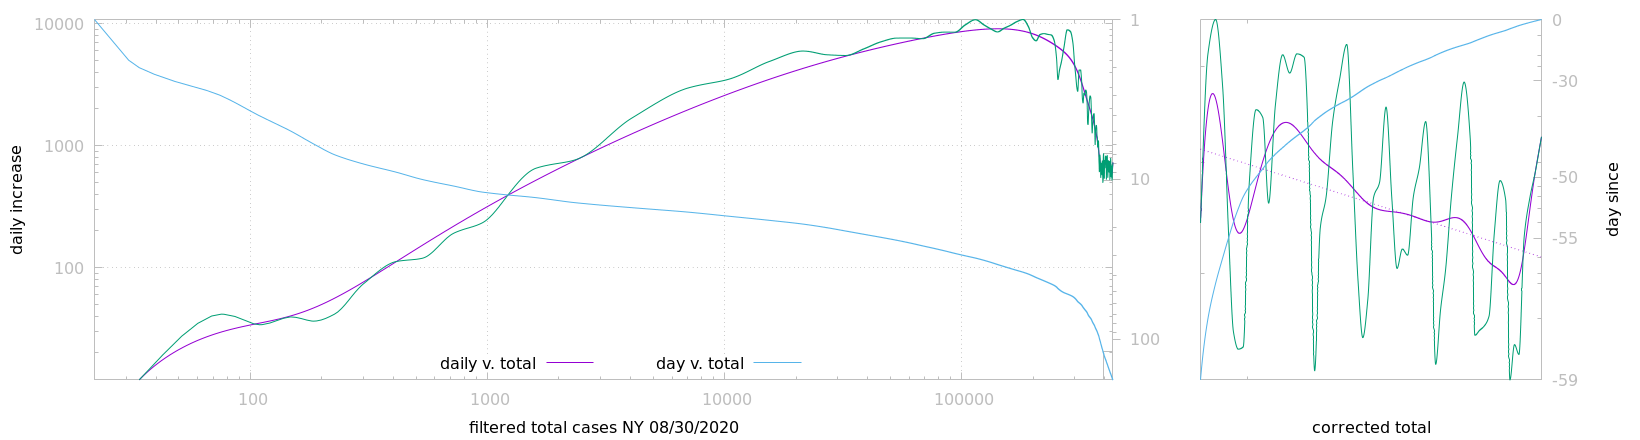 10000
1000
100
daily increase
100
1000
10000
100000
filtered total cases NY 08/30/2020
daily v. total
day v. total
1
10
100
0
-30
-50
-55
-59
day since
corrected total